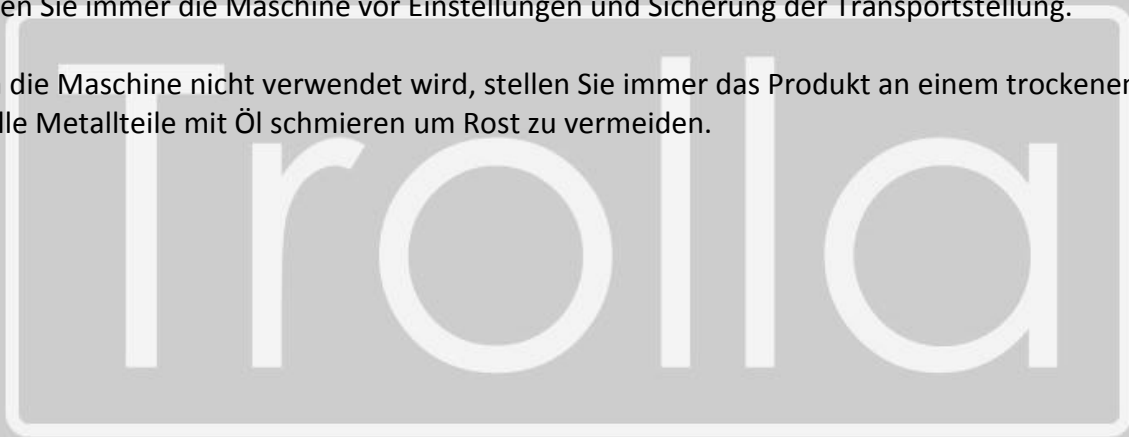 en Sie immer die Maschine vor Einstellungen und Sicherung der Transportstellung.
die Maschine nicht verwendet wird, stellen Sie immer das Produkt an einem trockenen
lle Metallteile mit Öl schmieren um Rost zu vermeiden.
Trolla